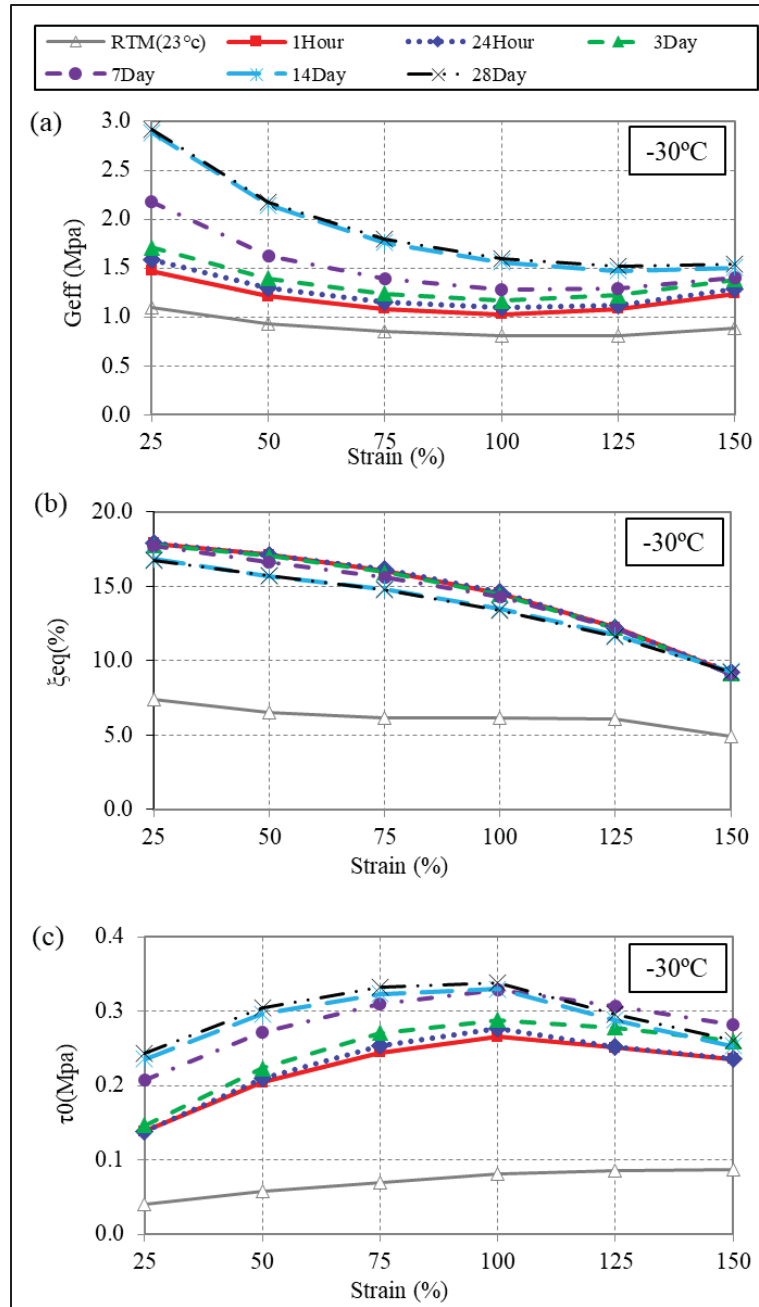 RTM(23°c) 1Hour 24Hour 3Day
7Day 14Day 28Day
(a)
-30ºC
3.0
2.5
2.0
1.5
1.0
0.5
0.0
Geff (Mpa)
25 50 75 100 125 150
Strain (%)
(b)
-30ºC
20.0
15.0
10.0
5.0
0.0
ξeq(%)
25 50 75 100 125 150
Strain (%)
(c)
-30ºC
0.4
0.3
0.2
0.1
0.0
τ0(Mpa)
25 50 75 100 125 150
Strain (%)